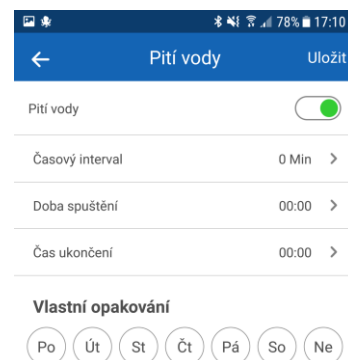 78% 17:10
Pití vody Uložit
Pití vody
Časový interval 0 Min
Doba spuštění 00:00
Čas ukončení 00:00
Vlastní opakování
Po Út St Čt Pá So Ne